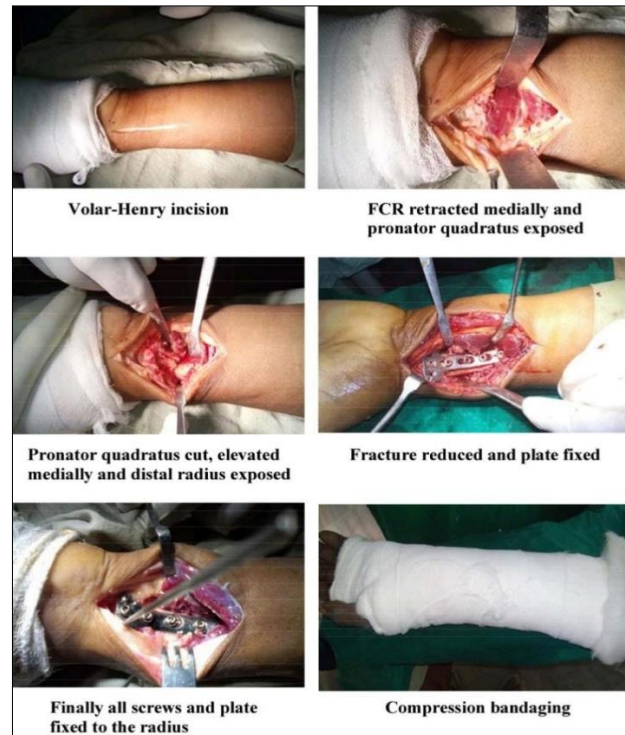 Volar-Henry incision
FCR retracted medially and
pronator quadratus exposed
Pronator quadratus cut, elevated
medially and distal radius exposed
Fracture reduced and plate fixed
Finally all screws and plate
fixed to the radius
Compression bandaging